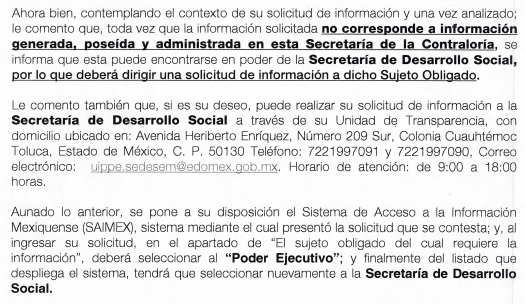 Ahora bien, contemplando el contexto de su solicitud de información y una vez analizado;
le comento que, toda vez que la información solicitada no corresponde a información
generada, poseída y administrada en esta Secretaría de la Contraloría, se
informa que esta puede encontrarse en poder de la Secretaría de Desarrollo Social,
por lo que deberá dirigir una solicitud de información a dicho Sujeto Obligado.
Le comento también que, si es su deseo, puede realizar su solicitud de información a la
Secretaría de Desarrollo Social a través de su Unidad de Transparencia, con
domicilio ubicado en: Avenida Heriberto Enríquez, Número 209 Sur, Colonia Cuauhtémoc
Toluca, Estado de México, C. P. 50130 Teléfono: 7221997091 y 7221997090, Correo
electrónico: uippe.sedesem@edomex.gob.mx. Horario de atención: de 9:00 a 18:00
horas.
Aunado lo anterior, se pone a su disposición el Sistema de Acceso a la Información
Mexiquense (SAIMEX), sistema mediante el cual presentó la solicitud que se contesta; y, al
ingresar su solicitud, en el apartado de “El sujeto obligado del cual requiere la
información”, deberá seleccionar al “Poder Ejecutivo”; y finalmente del listado que
despliega el sistema, tendrá que seleccionar nuevamente a la Secretaría de Desarrollo
Social.